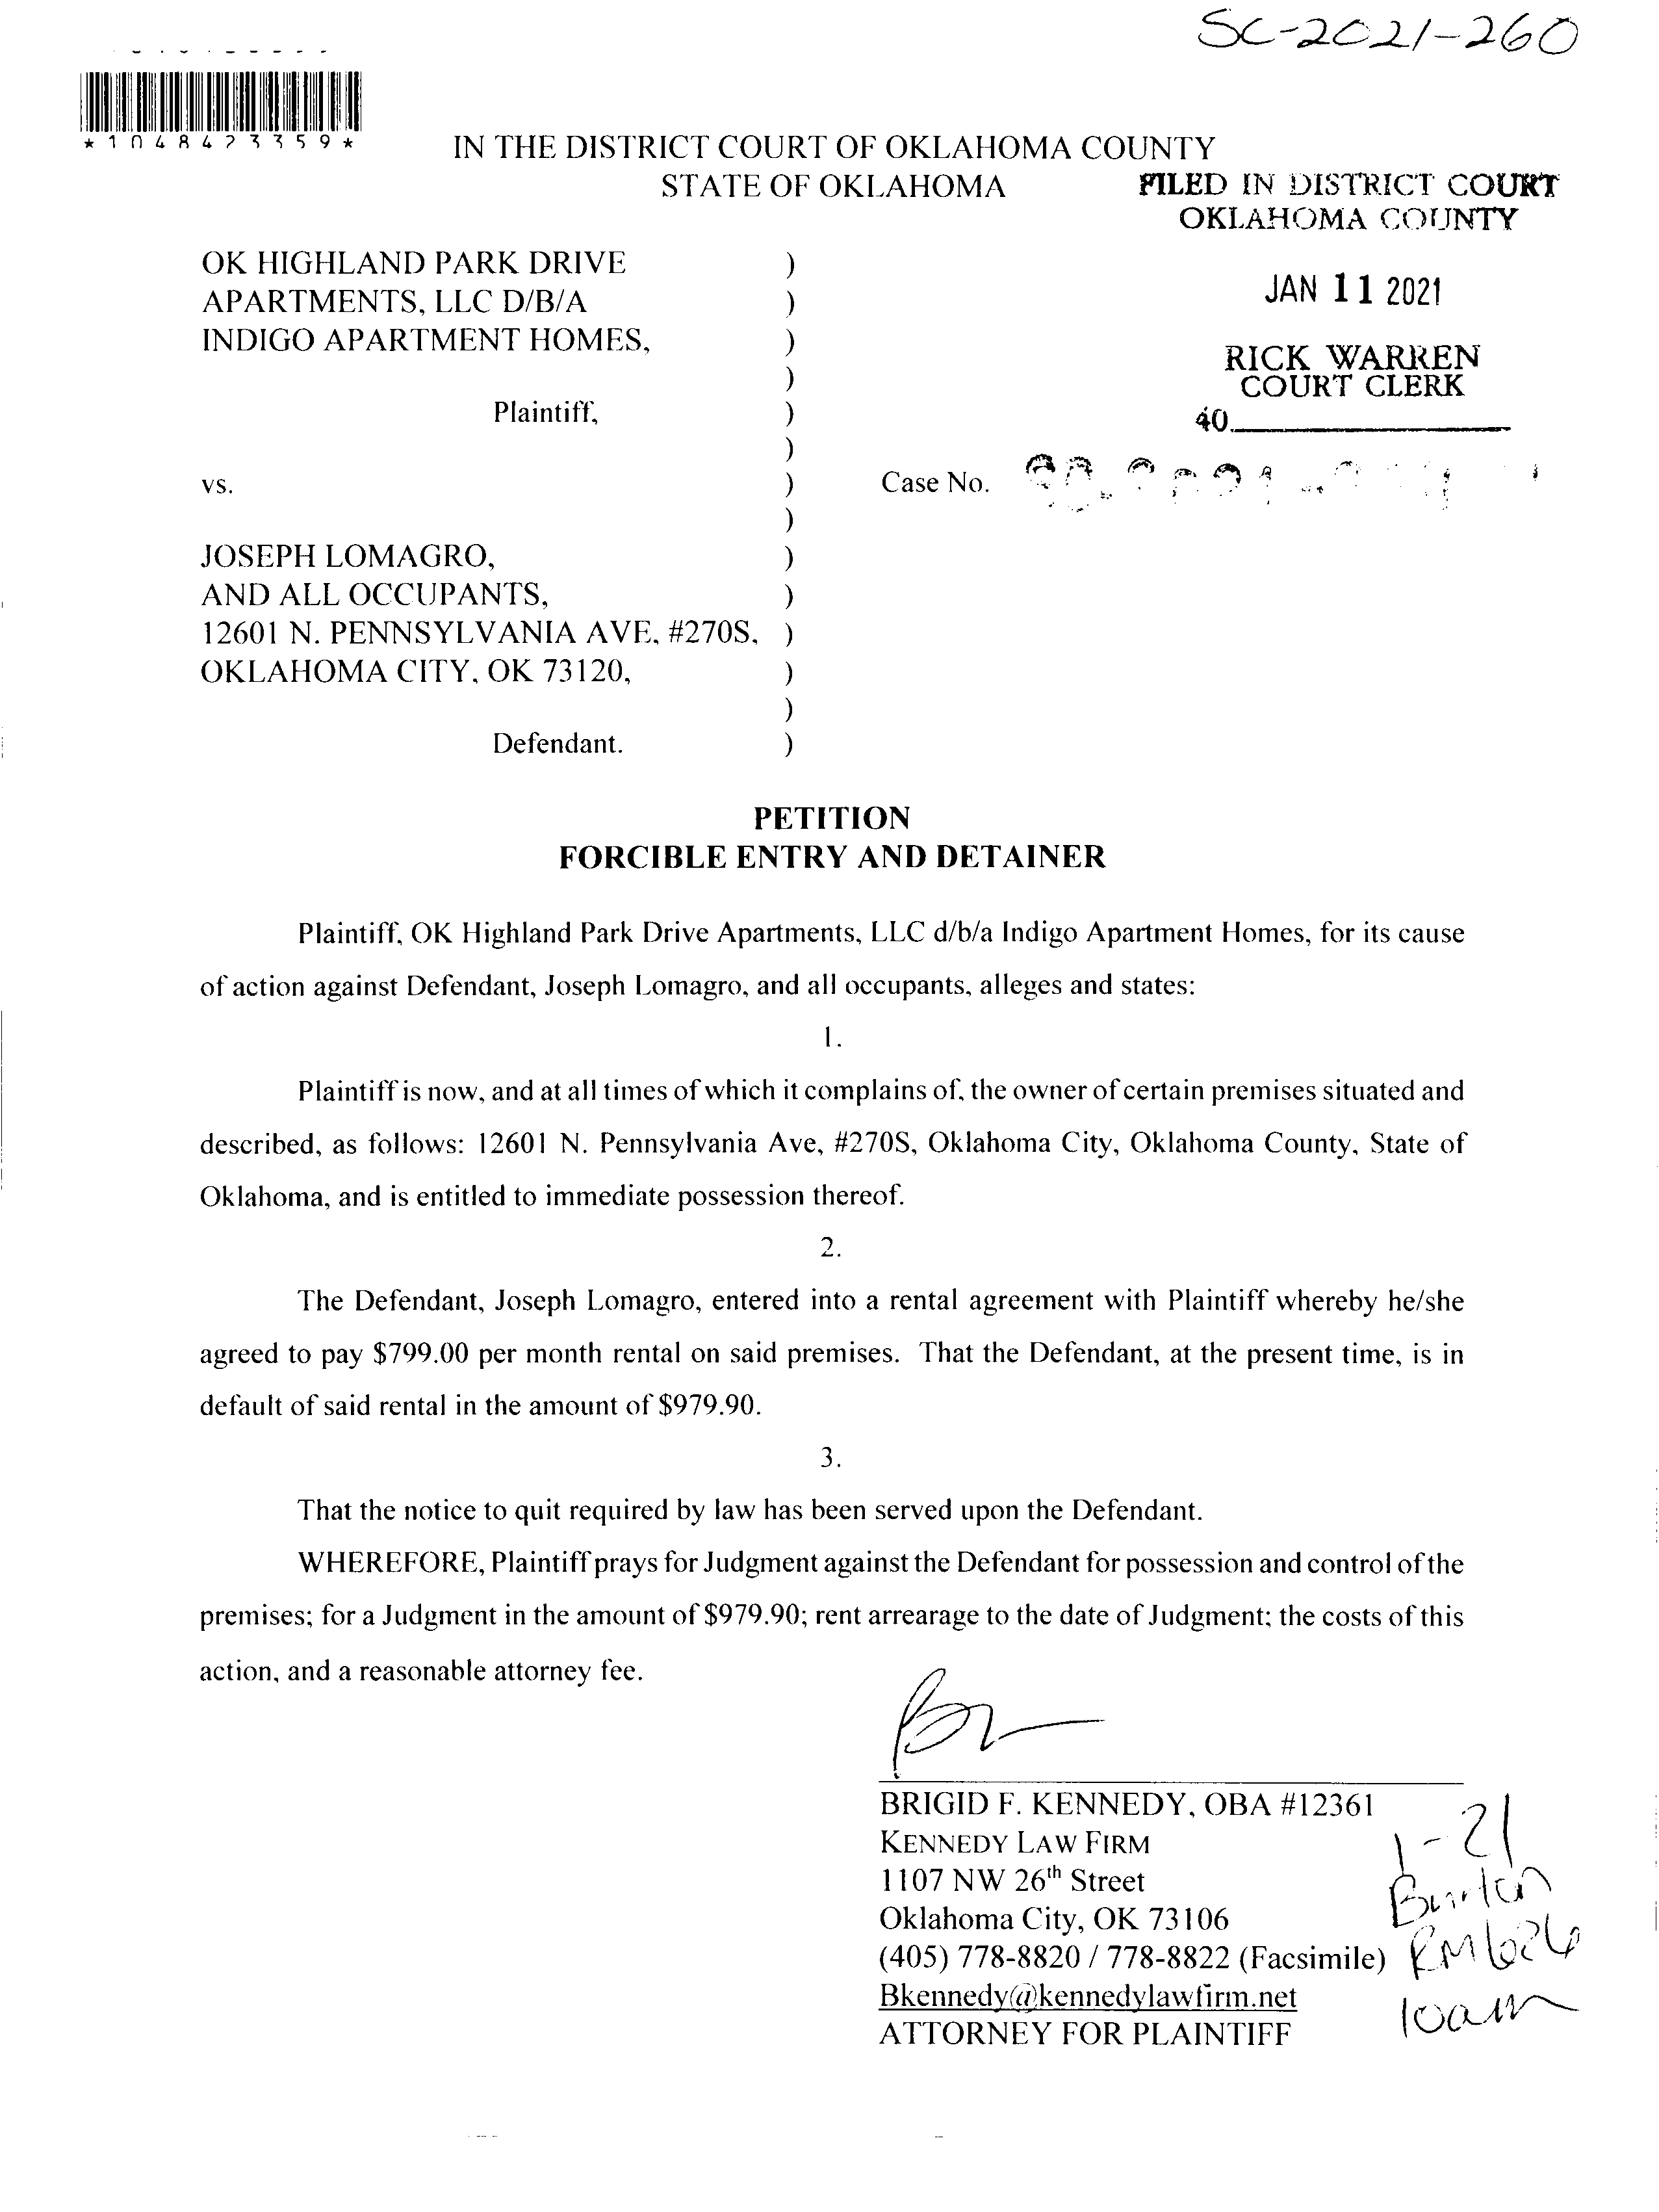 SC-2021-260
*1048423359*
IN THE DISTRICT COURT OF OKLAHOMA COUNTY
STATE OF OKLAHOMA
FILED IN DISTRICT COURT
OKLAHOMA COUNTY
JAN 11 2021
RICK WARREN
COURT CLERK
40
OK HIGHLAND PARK DRIVE )
APARTMENTS, LLC D/B/A )
INDIGO APARTMENT HOMES, )
)
Plaintiff, )
)
vs. ) Case No.
)
JOSEPH LOMAGRO, )
AND ALL OCCUPANTS, )
12601 N. PENNSYLVANIA AVE, #270S, )
OKLAHOMA CITY, OK 73120, )
)
Defendant. )
PETITION
FORCIBLE ENTRY AND DETAINER
Plaintiff, OK Highland Park Drive Apartments, LLC d/b/a Indigo Apartment Homes, for its cause
of action against Defendant, Joseph Lomagro, and all occupants, alleges and states:
1.
Plaintiff is now, and at all times of which it complains of, the owner of certain premises situated and
described, as follows: 12601 N. Pennsylvania Ave, #270S, Oklahoma City, Oklahoma County, State of
Oklahoma, and is entitled to immediate possession thereof.
2.
The Defendant, Joseph Lomagro, entered into a rental agreement with Plaintiff whereby he/she
agreed to pay $799.00 per month rental on said premises. That the Defendant, at the present time, is in
default of said rental in the amount of $979.90.
3.
That the notice to quit required by law has been served upon the Defendant.
WHEREFORE, Plaintiff prays for Judgment against the Defendant for possession and control of the
premises; for a Judgment in the amount of $979.90; rent arrearage to the date of Judgment; the costs of this
action, and a reasonable attorney fee.
BRIGID F. KENNEDY, OBA #12361
KENNEDY LAW FIRM
1107 NW 26th Street
Oklahoma City, OK 73106
(405) 778-8820 / 778-8822 (Facsimile)
Bkennedy@kennedylawfirm.net
ATTORNEY FOR PLAINTIFF
1-21
Burton
RM 626
10am